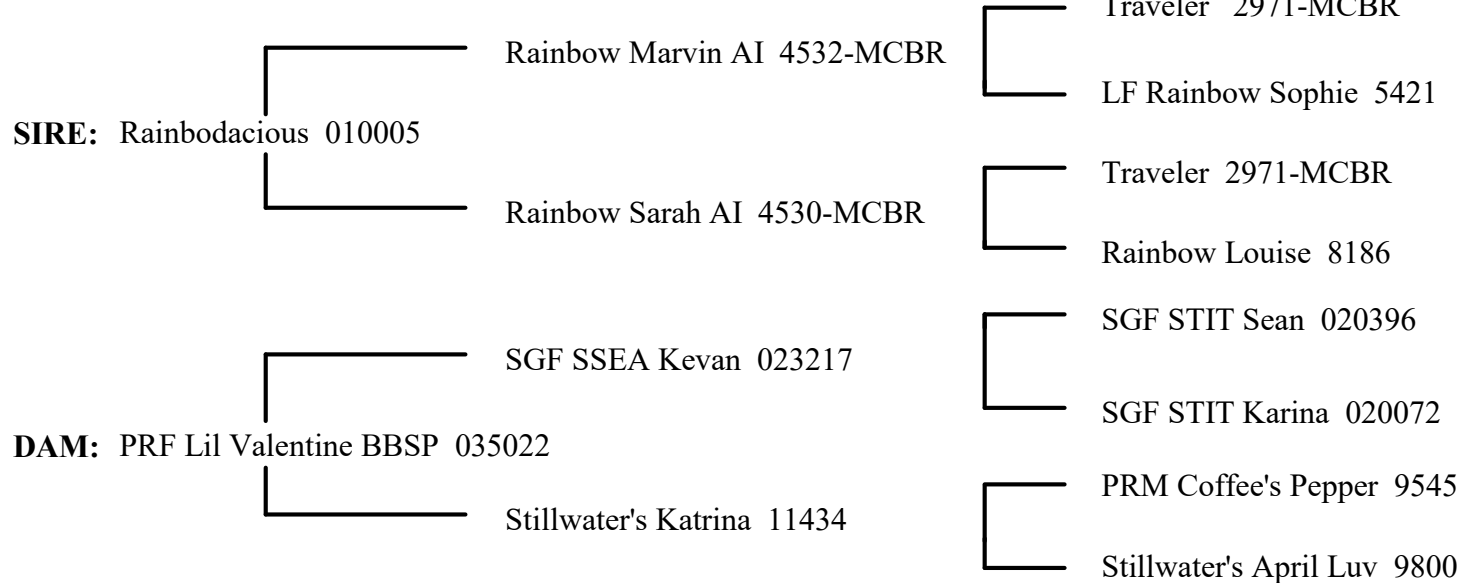 Traveler 2971-MCBR
Rainbow Marvin AI 4532-MCBR
LF Rainbow Sophie 5421
SIRE: Rainbodacious 010005
Traveler 2971-MCBR
Rainbow Sarah AI 4530-MCBR
Rainbow Louise 8186
SGF STIT Sean 020396
SGF SSEA Kevan 023217
SGF STIT Karina 020072
DAM: PRF Lil Valentine BBSP 035022
PRM Coffee's Pepper 9545
Stillwater's Katrina 11434
Stillwater's April Luv 9800